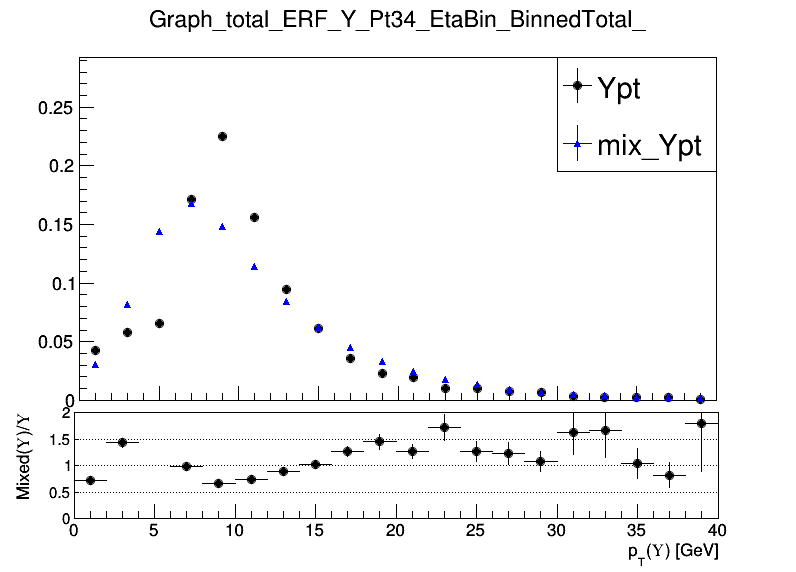 Graph_total_ERF_Y_Pt34_EtaBin_BinnedTotal_
Ypt
mix_Ypt
0.25
0.2
0.15
0.1
0.05
0
Mixed(Y)/Y
2
1.5
1
0.5
0
0 5 10 15 20 25 30 35 40
p_T(Y) [GeV]